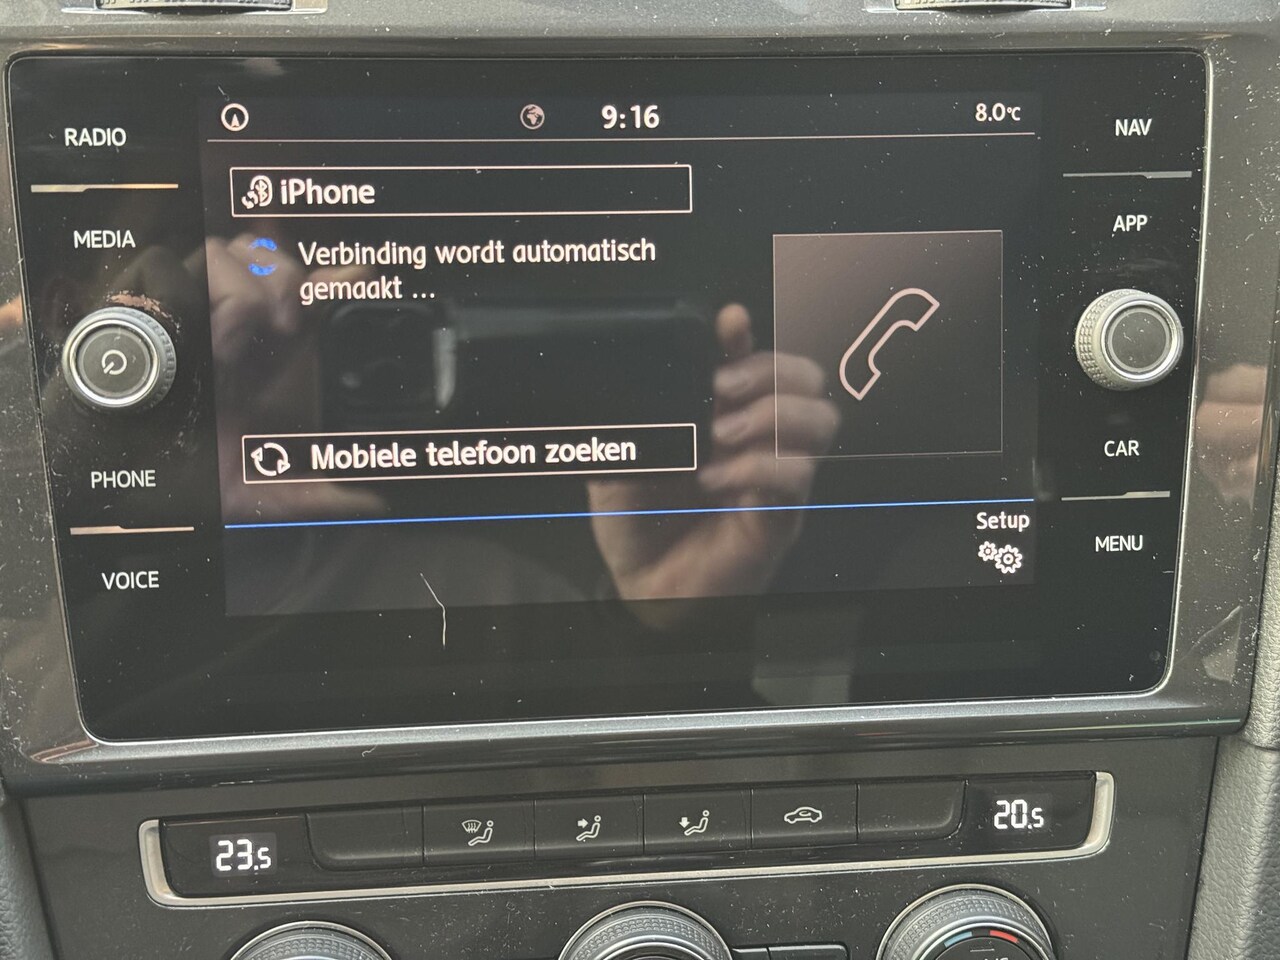 9:16
8.0°C
RADIO
MEDIA
PHONE
VOICE
iPhone
Verbinding wordt automatisch
gemaakt ...
Mobiele telefoon zoeken
Setup
NAV
APP
CAR
MENU
23.5
20.5